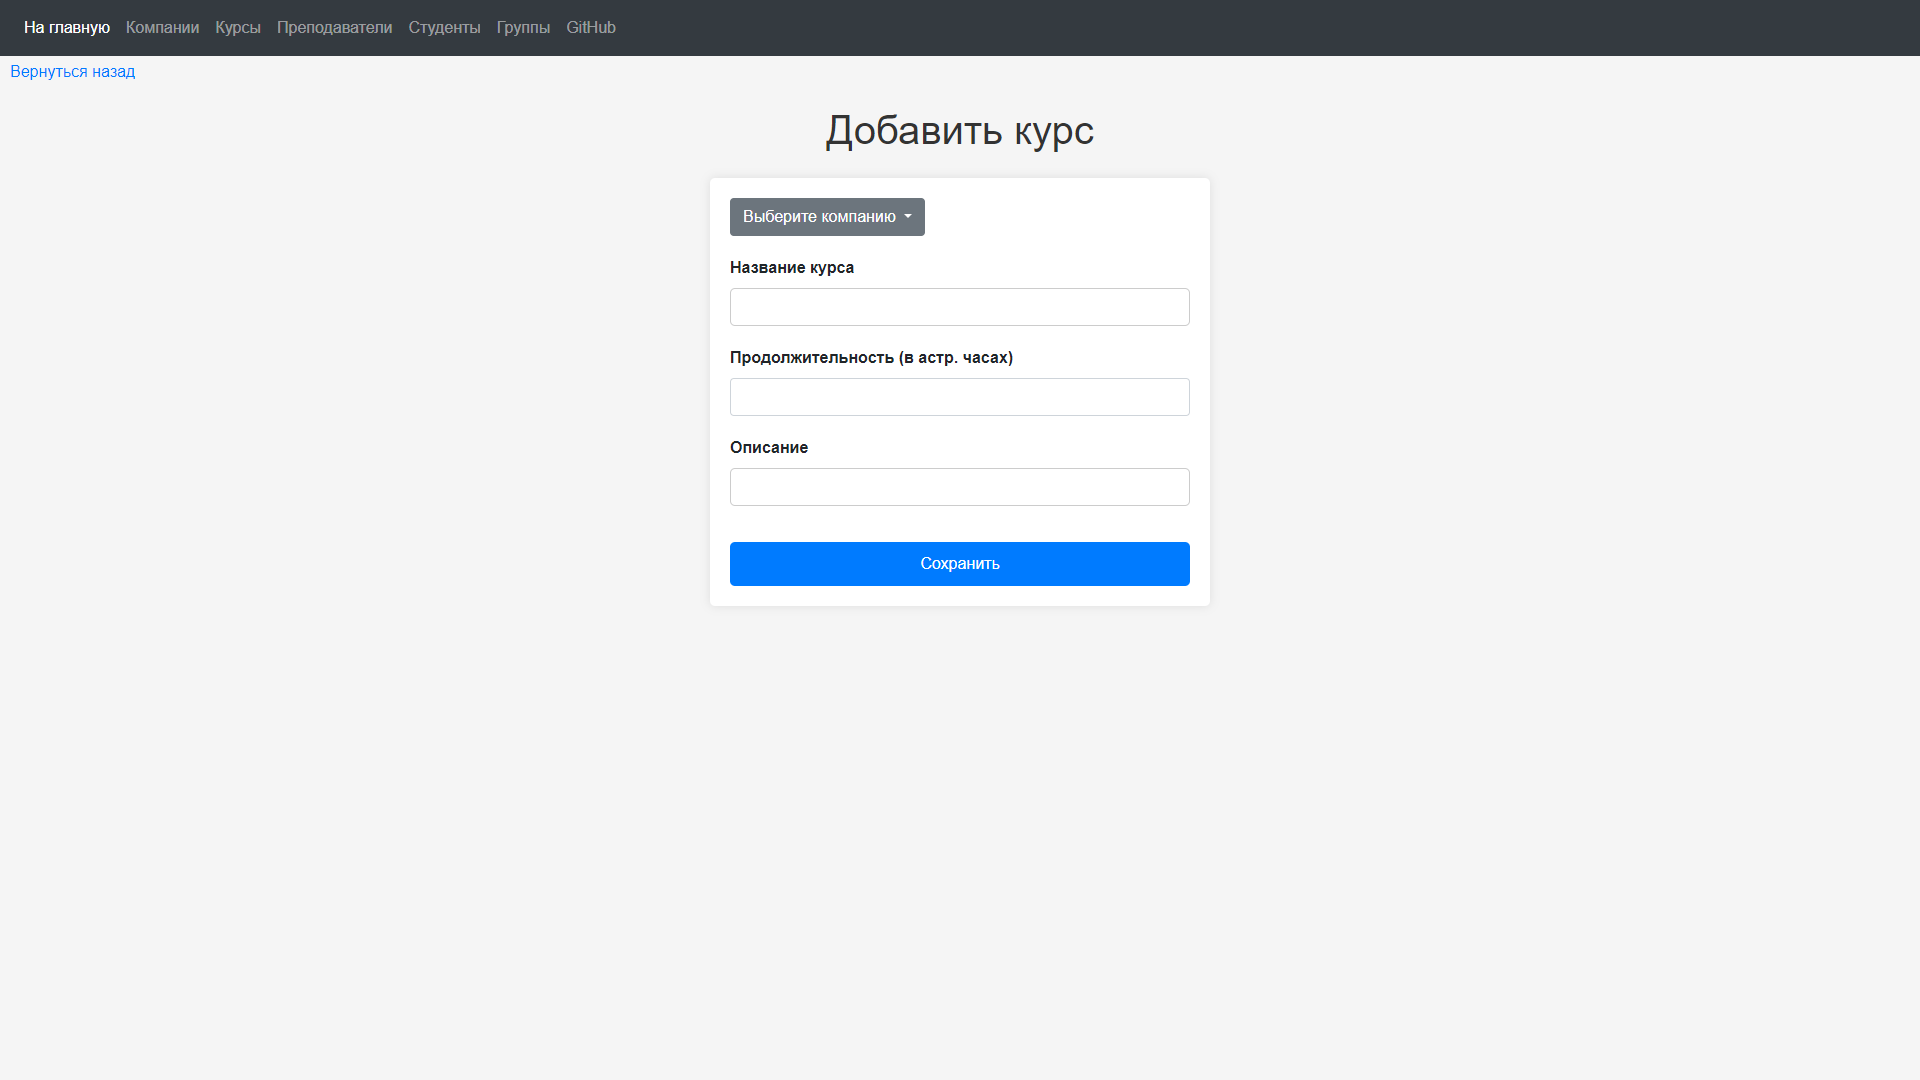 На главную Компании Курсы Преподаватели Студенты Группы GitHub
Вернуться назад
Добавить курс
Выберите компанию
Название курса
Продолжительность (в астр. часах)
Описание
Сохранить